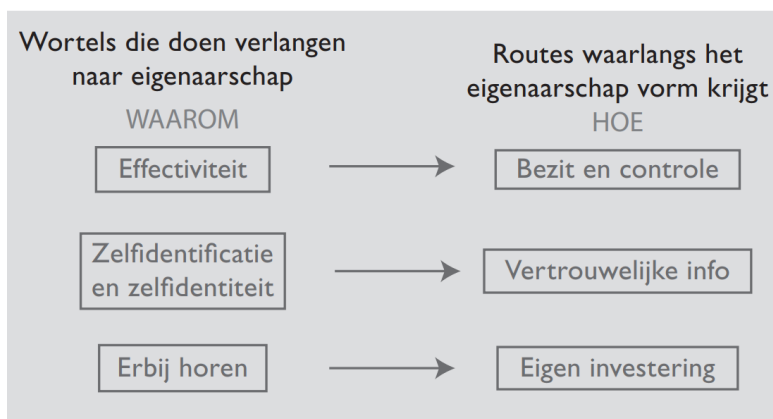 Wortels die doen verlangen
naar eigenaarschap
WAAROM
Routes waarlangs het
eigenaarschap vorm krijgt
HOE
Effectiviteit
Bezit en controle
Zelfidentificatie
en zelfidentiteit
Vertrouwelijke info
Erbij horen
Eigen investering